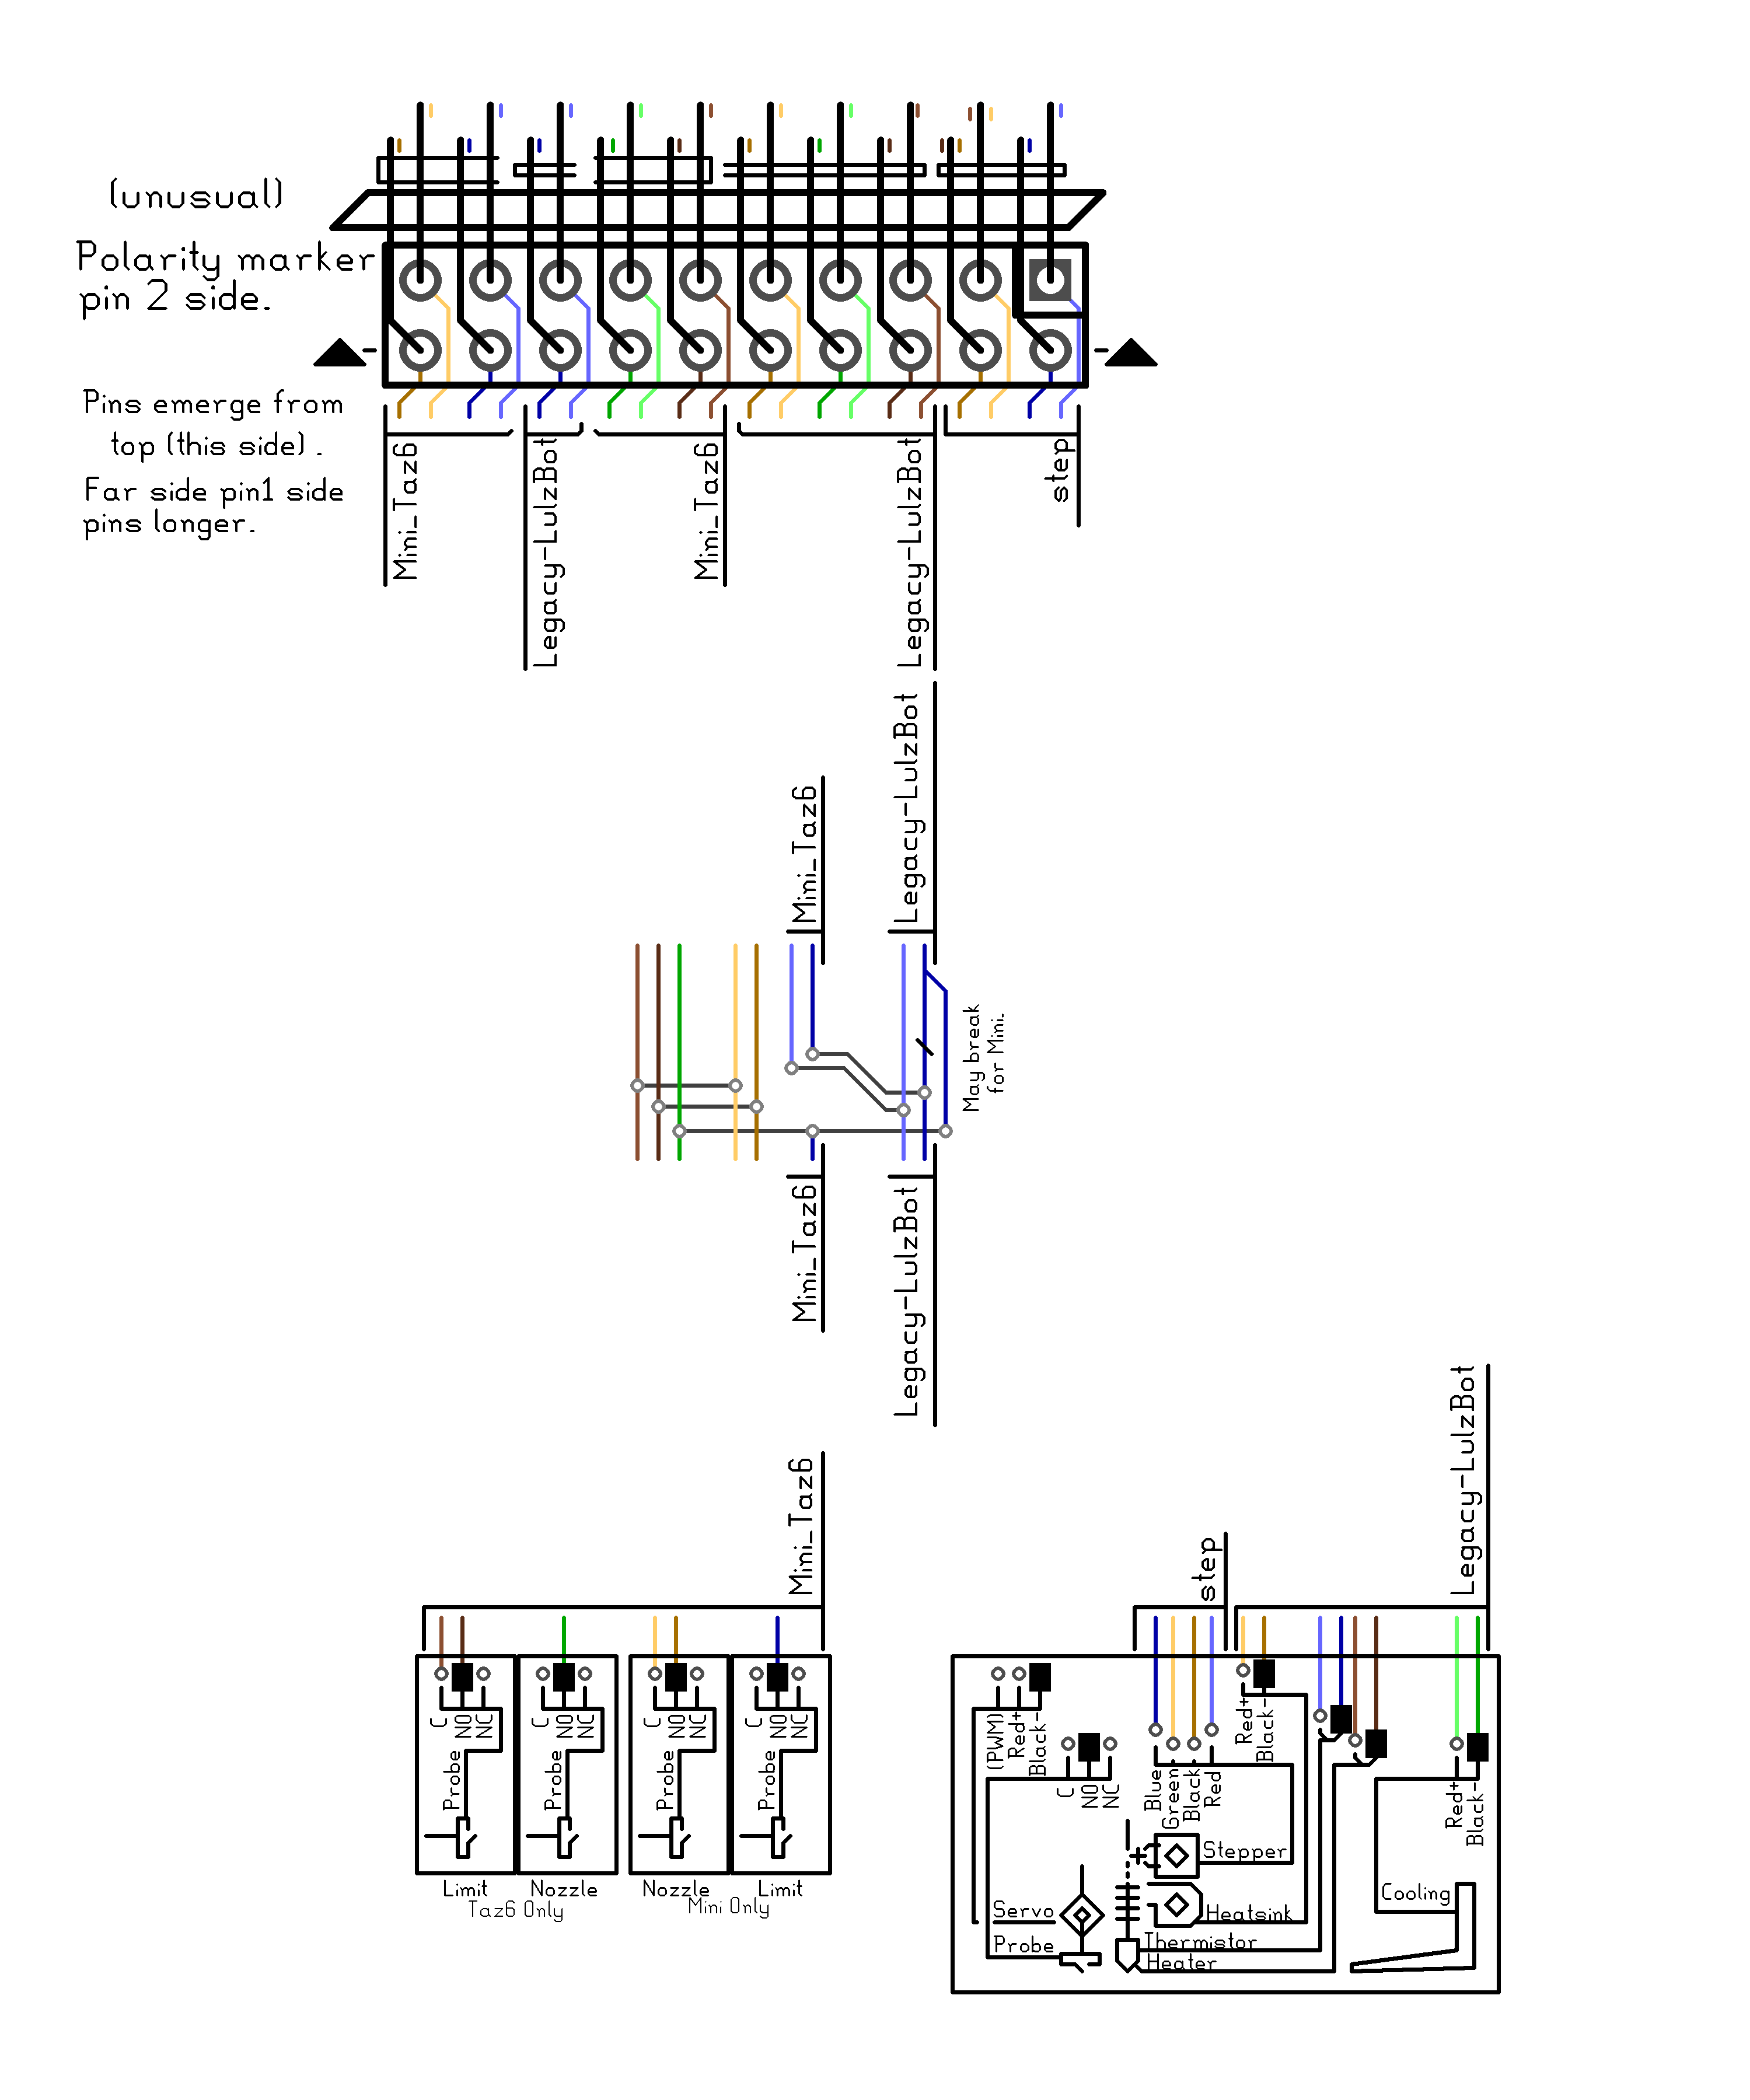 (unusual)
Polarity marker
pin 2 side.
Pins emerge from
top (this side) .
Far side pin1 side
pins longer.
Mini_Taz6
Legacy-LulzBot
Mini_Taz6
Legacy-LulzBot
step
Mini_Taz6
Legacy-LulzBot
May break
for Mini.
Mini_Taz6
Legacy-LulzBot
Mini_Taz6
step
Legacy-LulzBot
C
NO
NC
Probe
C
NO
NC
Probe
C
NO
NC
Probe
C
NO
NC
Probe
Limit
Nozzle
Taz6 Only
Nozzle
Limit
Mini Only
(PWM)
Red+
Black-
C
NO
NC
Blue
Green
Black
Red
Red+
Black-
Red+
Black-
Stepper
Cooling
Servo
Heatsink
Probe
Thermistor
Heater